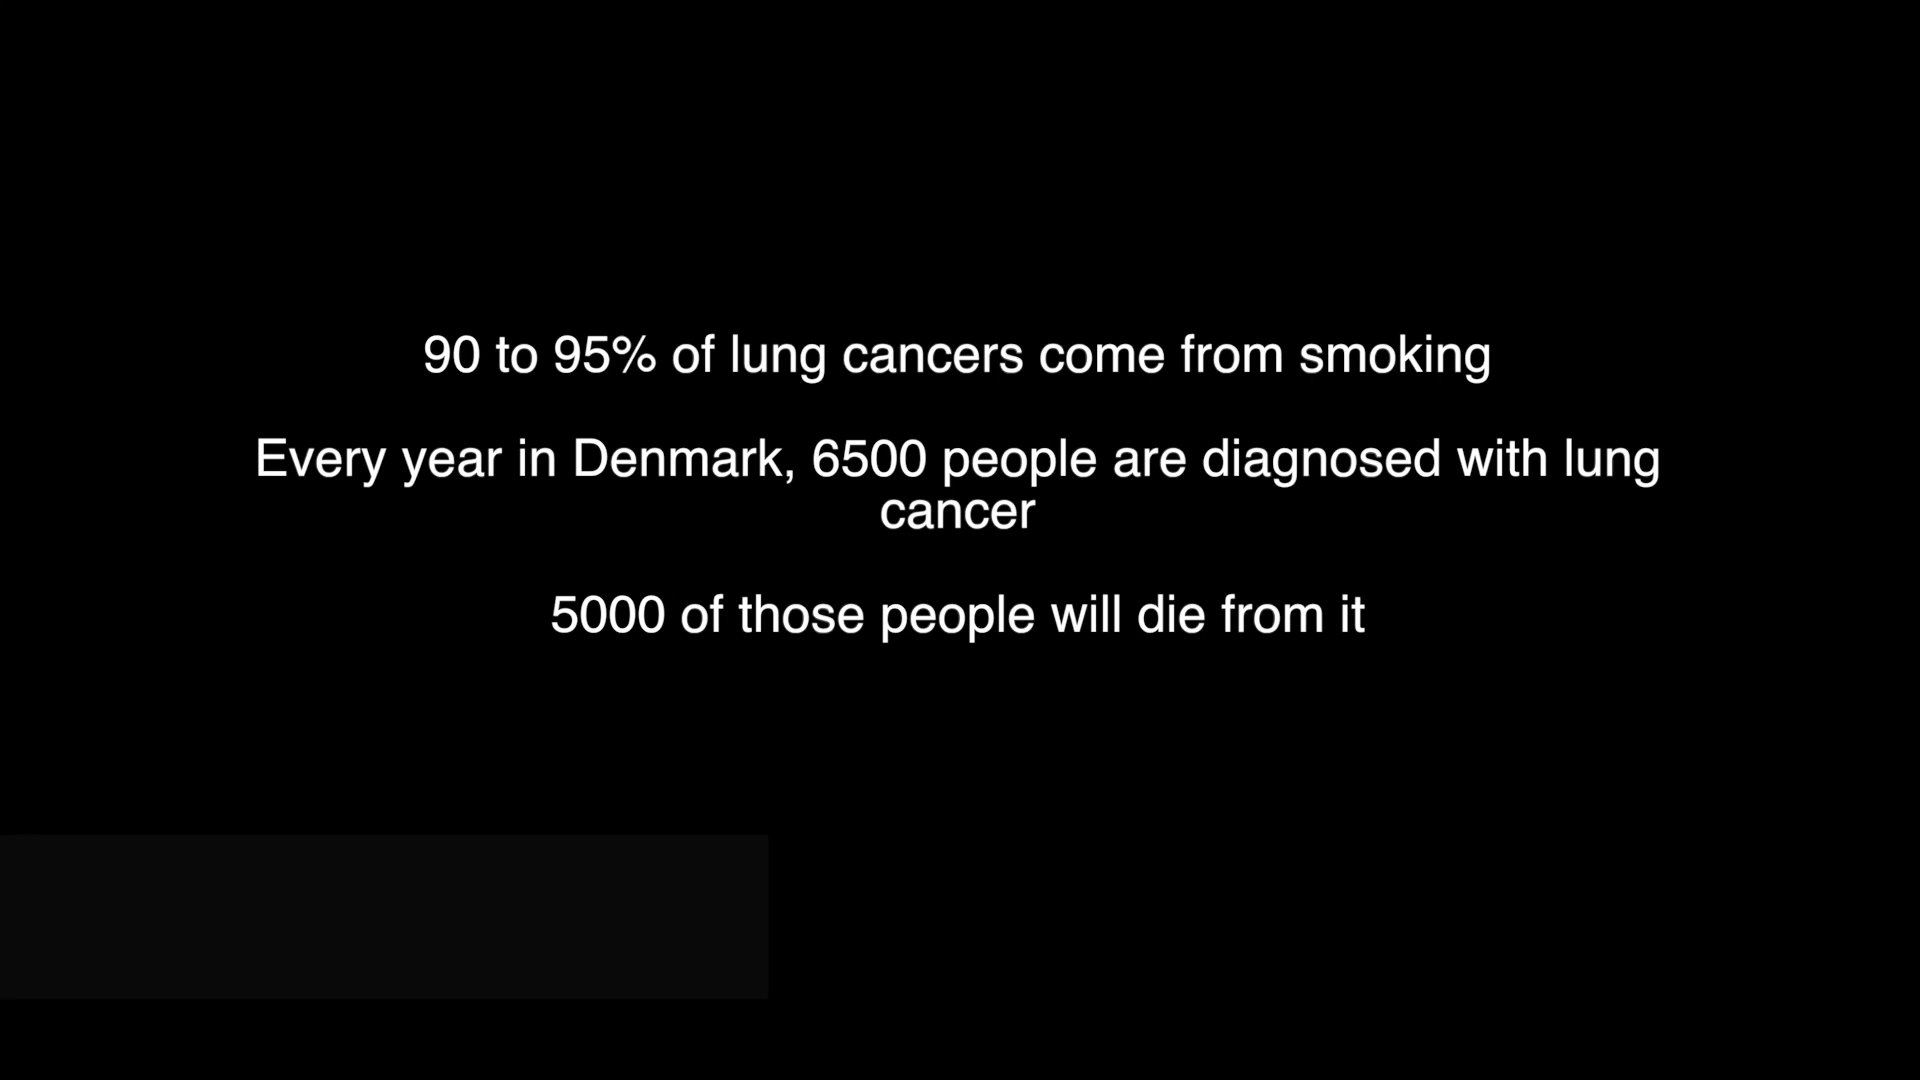 90 to 95% of lung cancers come from smoking
Every year in Denmark, 6500 people are diagnosed with lung
cancer
5000 of those people will die from it